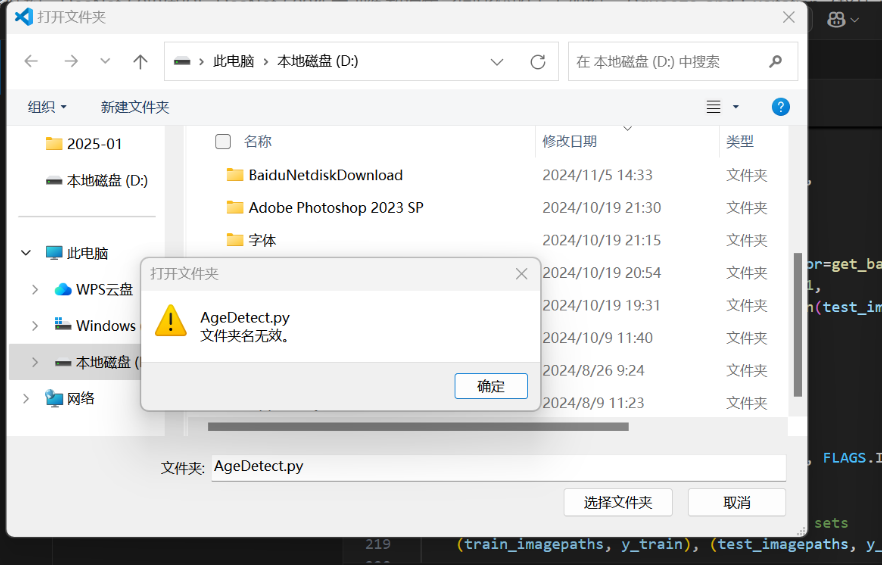 打开文件夹
此电脑 本地磁盘 (D:)
在 本地磁盘 (D:) 中搜索
组织 新建文件夹
2025-01
本地磁盘 (D:)
此电脑
WPS云盘
Windows
本地磁盘 (
网络
名称 修改日期 类型
BaiduNetdiskDownload 2024/11/5 14:33 文件夹
Adobe Photoshop 2023 SP 2024/10/19 21:30 文件夹
字体 2024/10/19 21:15 文件夹
2024/10/19 20:54 文件夹
2024/10/19 19:31 文件夹
2024/10/9 11:40 文件夹
2024/8/26 9:24 文件夹
2024/8/9 11:23 文件夹
打开文件夹
AgeDetect.py
文件夹名无效。
确定
文件夹: AgeDetect.py
选择文件夹 取消
or=get_ba
(test_im
, FLAGS.I
sets
219 (train_imagepaths, y_train), (test_imagepaths, y_